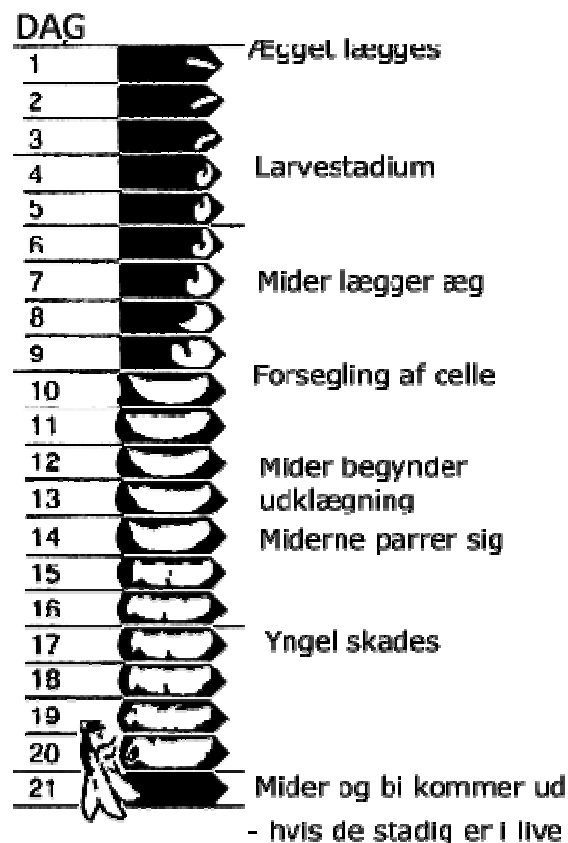 DAG
Ægget lægges
1
2
3
4
Larvestadium
5
6
7
Mider lægger æg
8
9
Forsegling af celle
10
11
12
Mider begynder
13
udklægning
14
Miderne parrer sig
15
16
17
Yngel skades
18
19
20
21
Mider og bi kommer ud
- hvis de stadig er i live